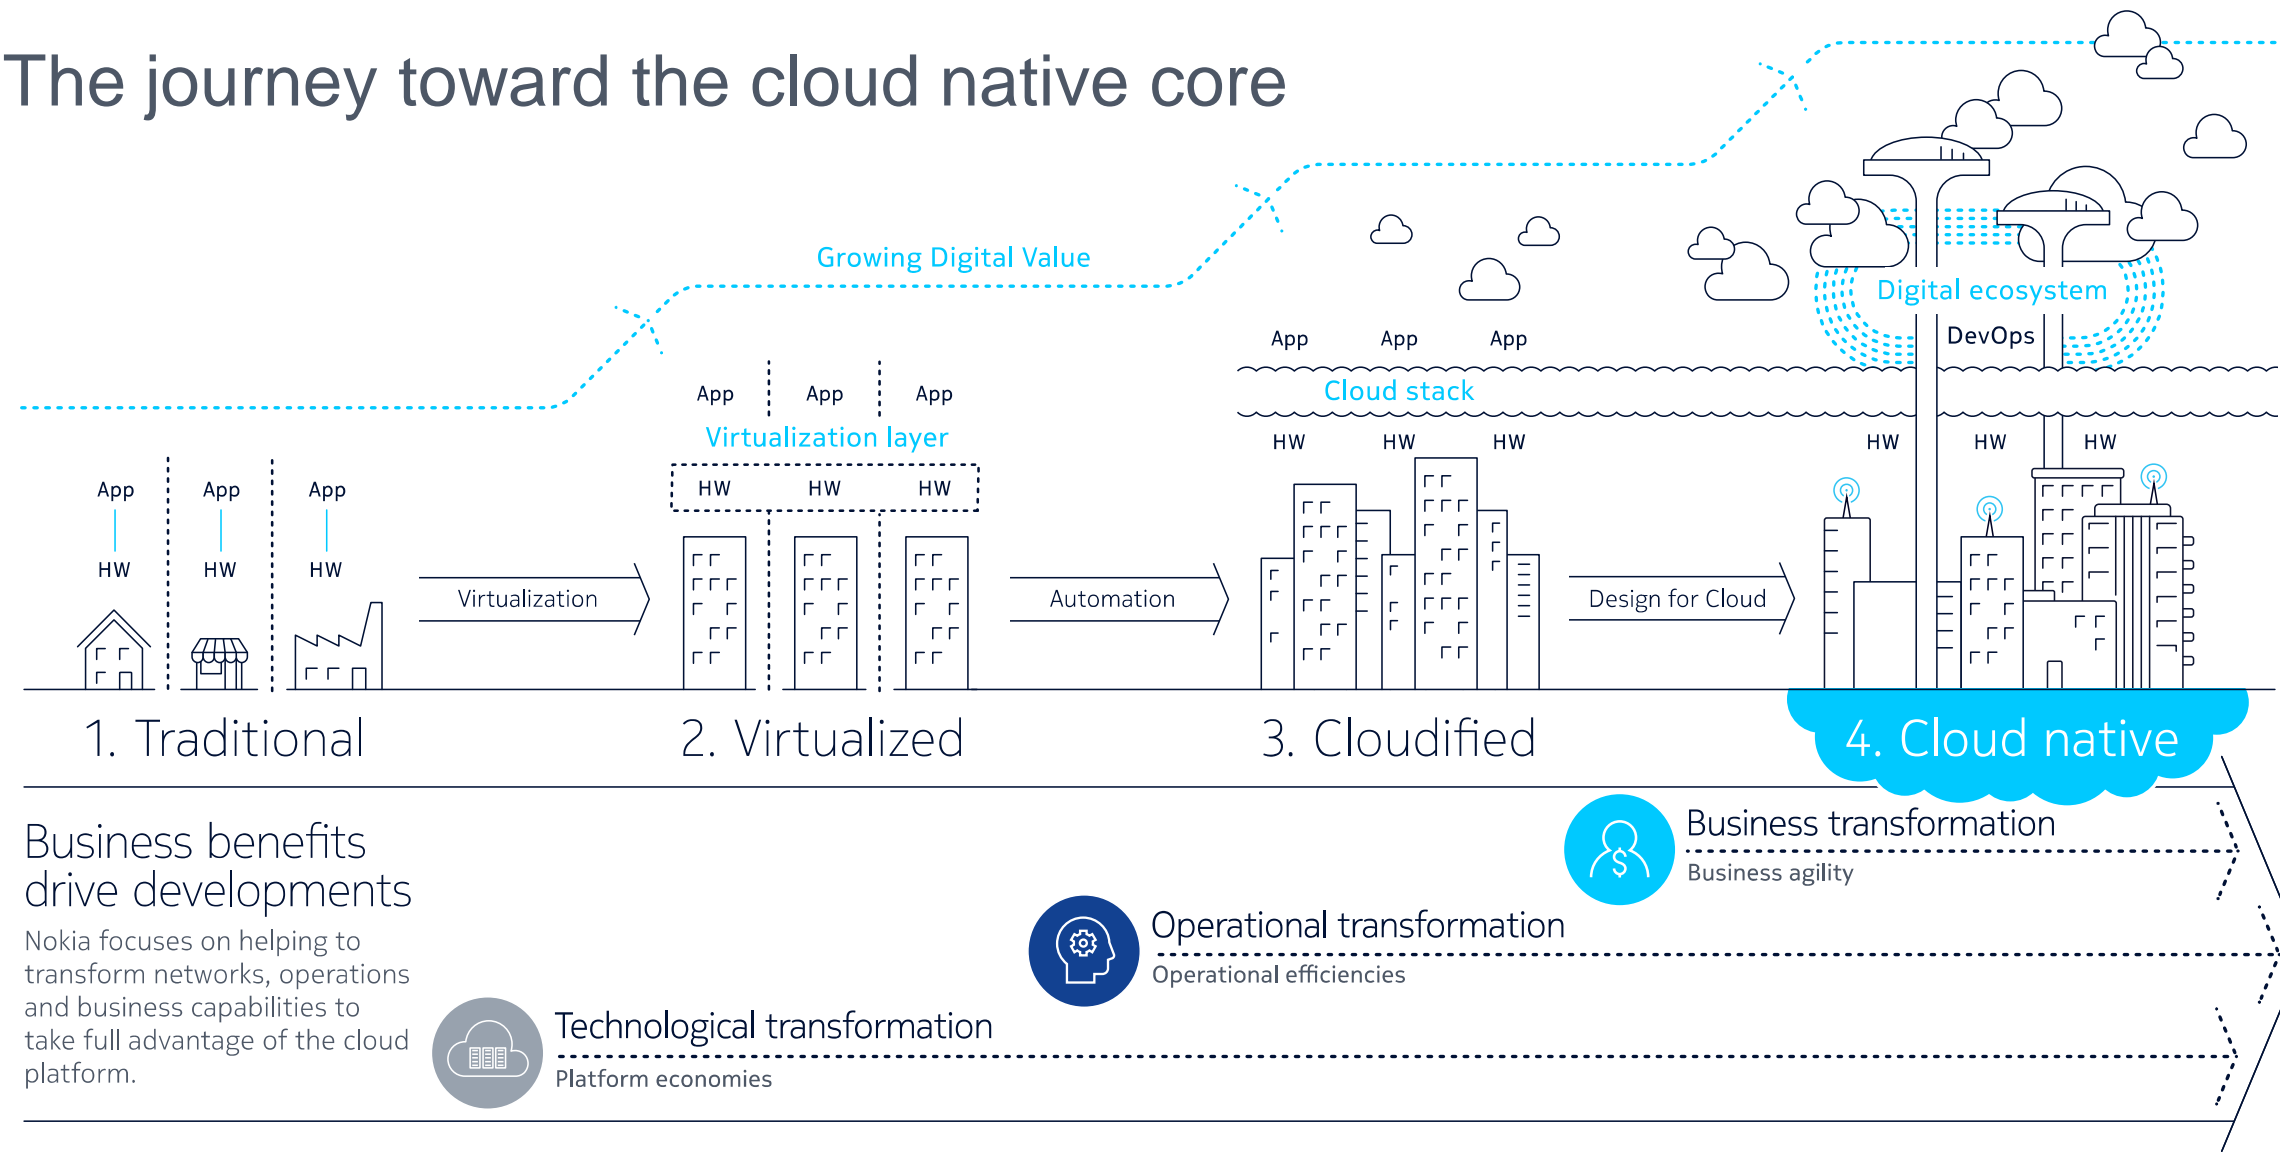 The journey toward the cloud native core
Growing Digital Value
App App App
HW HW HW
App App App
Virtualization layer
HW HW HW
App App App
Cloud stack
HW HW HW
Digital ecosystem
DevOps
HW HW HW
Virtualization
Automation
Design for Cloud
1. Traditional
2. Virtualized
3. Cloudified
4. Cloud native
Business benefits
drive developments
Nokia focuses on helping to
transform networks, operations
and business capabilities to
take full advantage of the cloud
platform.
Business transformation
Business agility
Operational transformation
Operational efficiencies
Technological transformation
Platform economies
$